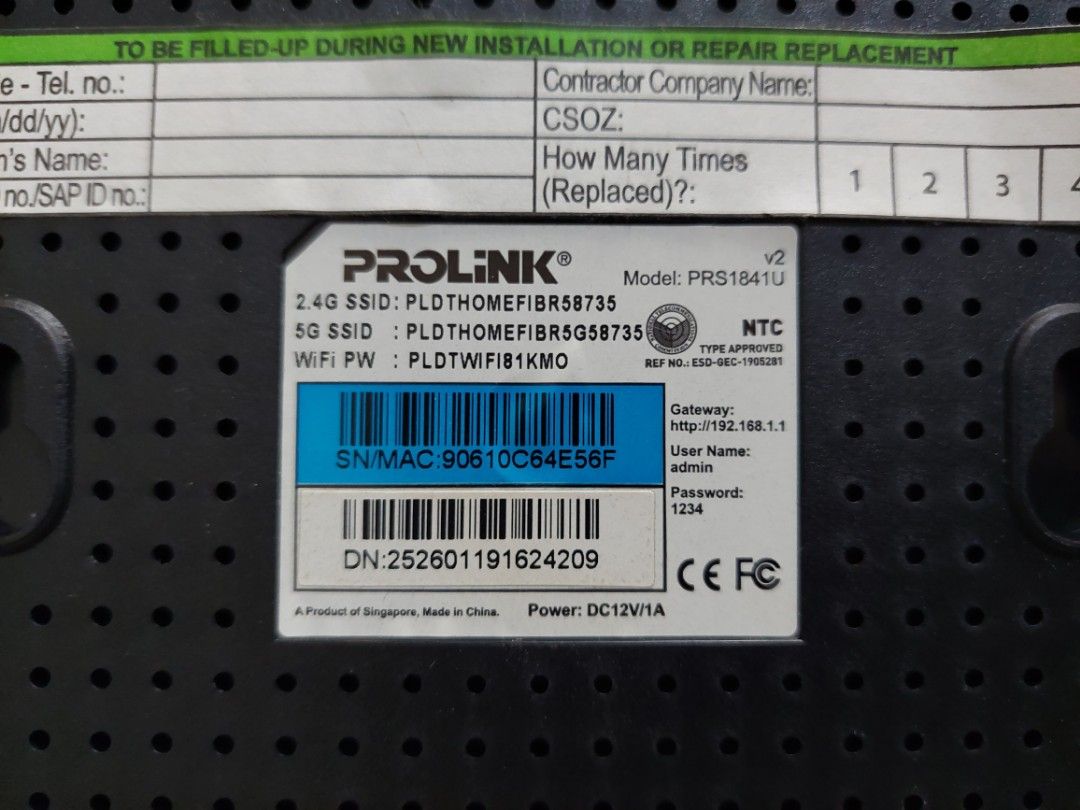 TO BE FILLED-UP DURING NEW INSTALLATION OR REPAIR REPLACEMENT
e - Tel. no.:
Contractor Company Name:
/dd/yy):
CSOZ:
's Name:
How Many Times
(Replaced)?:
1 2 3 4
no./SAP ID no.:
PROLiNK®
v2
Model: PRS1841U
2.4G SSID: PLDTHOMEFIBR58735
5G SSID : PLDTHOMEFIBR5G58735
WiFi PW : PLDTWIFI81KMO
NTC
TYPE APPROVED
REF NO.: ESD-GEC-1905281
SN/MAC:90610C64E56F
DN:252601191624209
Gateway:
http://192.168.1.1
User Name:
admin
Password:
1234
CE FC
A Product of Singapore, Made in China.
Power: DC12V/1A